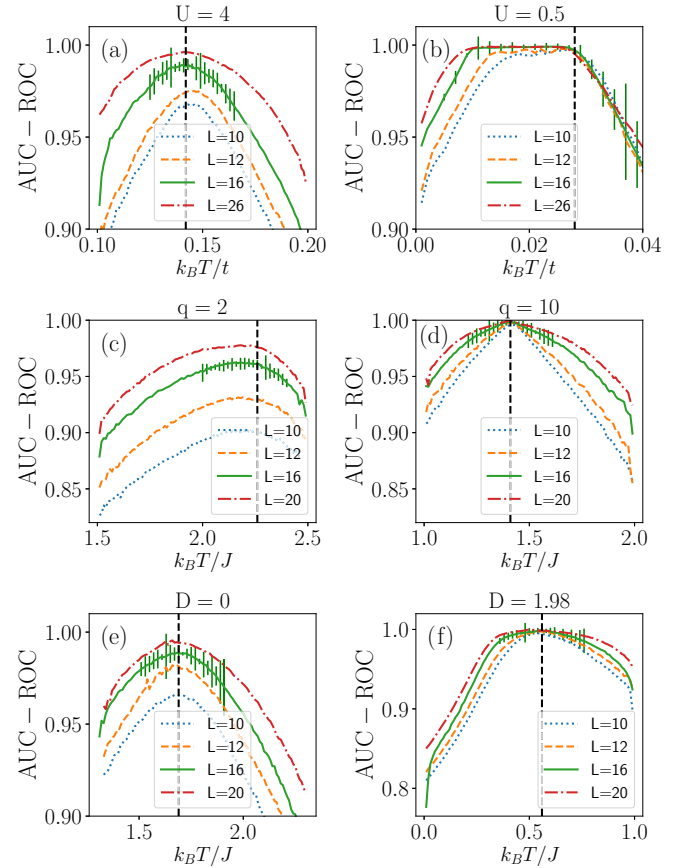 U = 4
(a)
1.00
0.95
0.90
AUC − ROC
L=10
L=12
L=16
L=26
0.10 0.15 0.20
k_BT/t
U = 0.5
(b)
1.00
0.95
0.90
AUC − ROC
L=10
L=12
L=16
L=26
0.00 0.02 0.04
k_BT/t
q = 2
(c)
1.00
0.95
0.90
0.85
AUC − ROC
L=10
L=12
L=16
L=20
1.5 2.0 2.5
k_BT/J
q = 10
(d)
1.00
0.95
0.90
0.85
AUC − ROC
L=10
L=12
L=16
L=20
1.0 1.5 2.0
k_BT/J
D = 0
(e)
1.00
0.95
0.90
AUC − ROC
L=10
L=12
L=16
L=20
1.5 2.0
k_BT/J
D = 1.98
(f)
1.0
0.9
0.8
AUC − ROC
L=10
L=12
L=16
L=20
0.0 0.5 1.0
k_BT/J